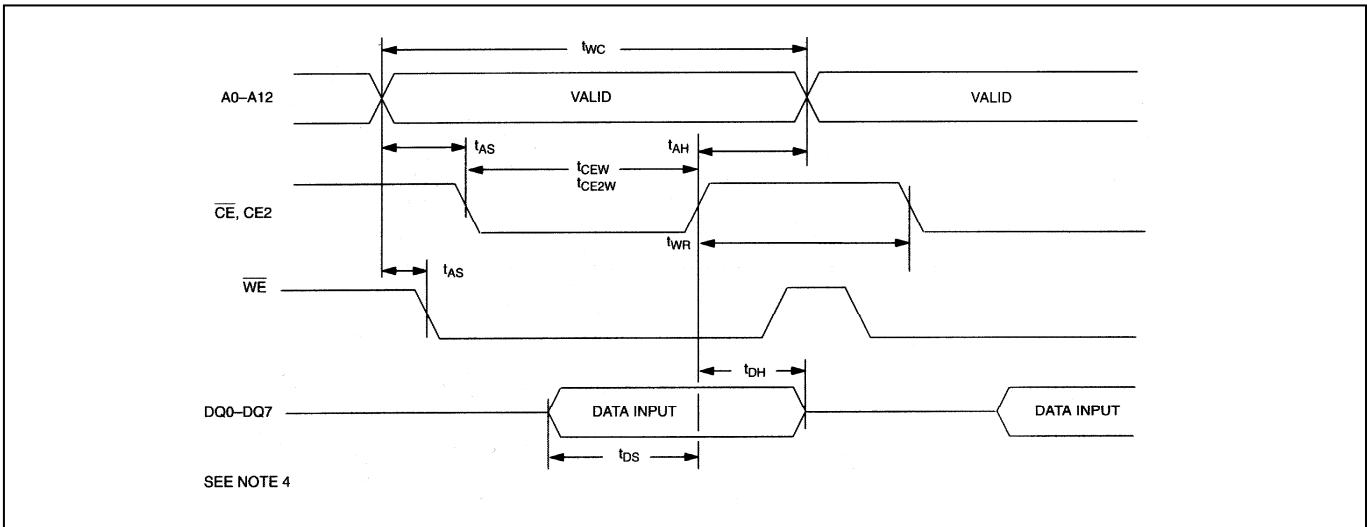 tWC
A0–A12 VALID VALID
tAS tAH
tCEW
tCE2W
CE, CE2
tWR
tAS
WE
tDH
DQ0–DQ7 DATA INPUT DATA INPUT
tDS
SEE NOTE 4